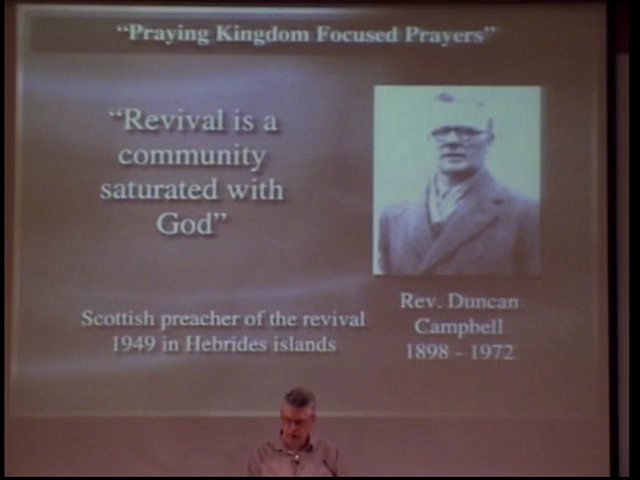 “Praying Kingdom Focused Prayers”
“Revival is a
community
saturated with
God”
Scottish preacher of the revival
1949 in Hebrides islands
Rev. Duncan
Campbell
1898 - 1972